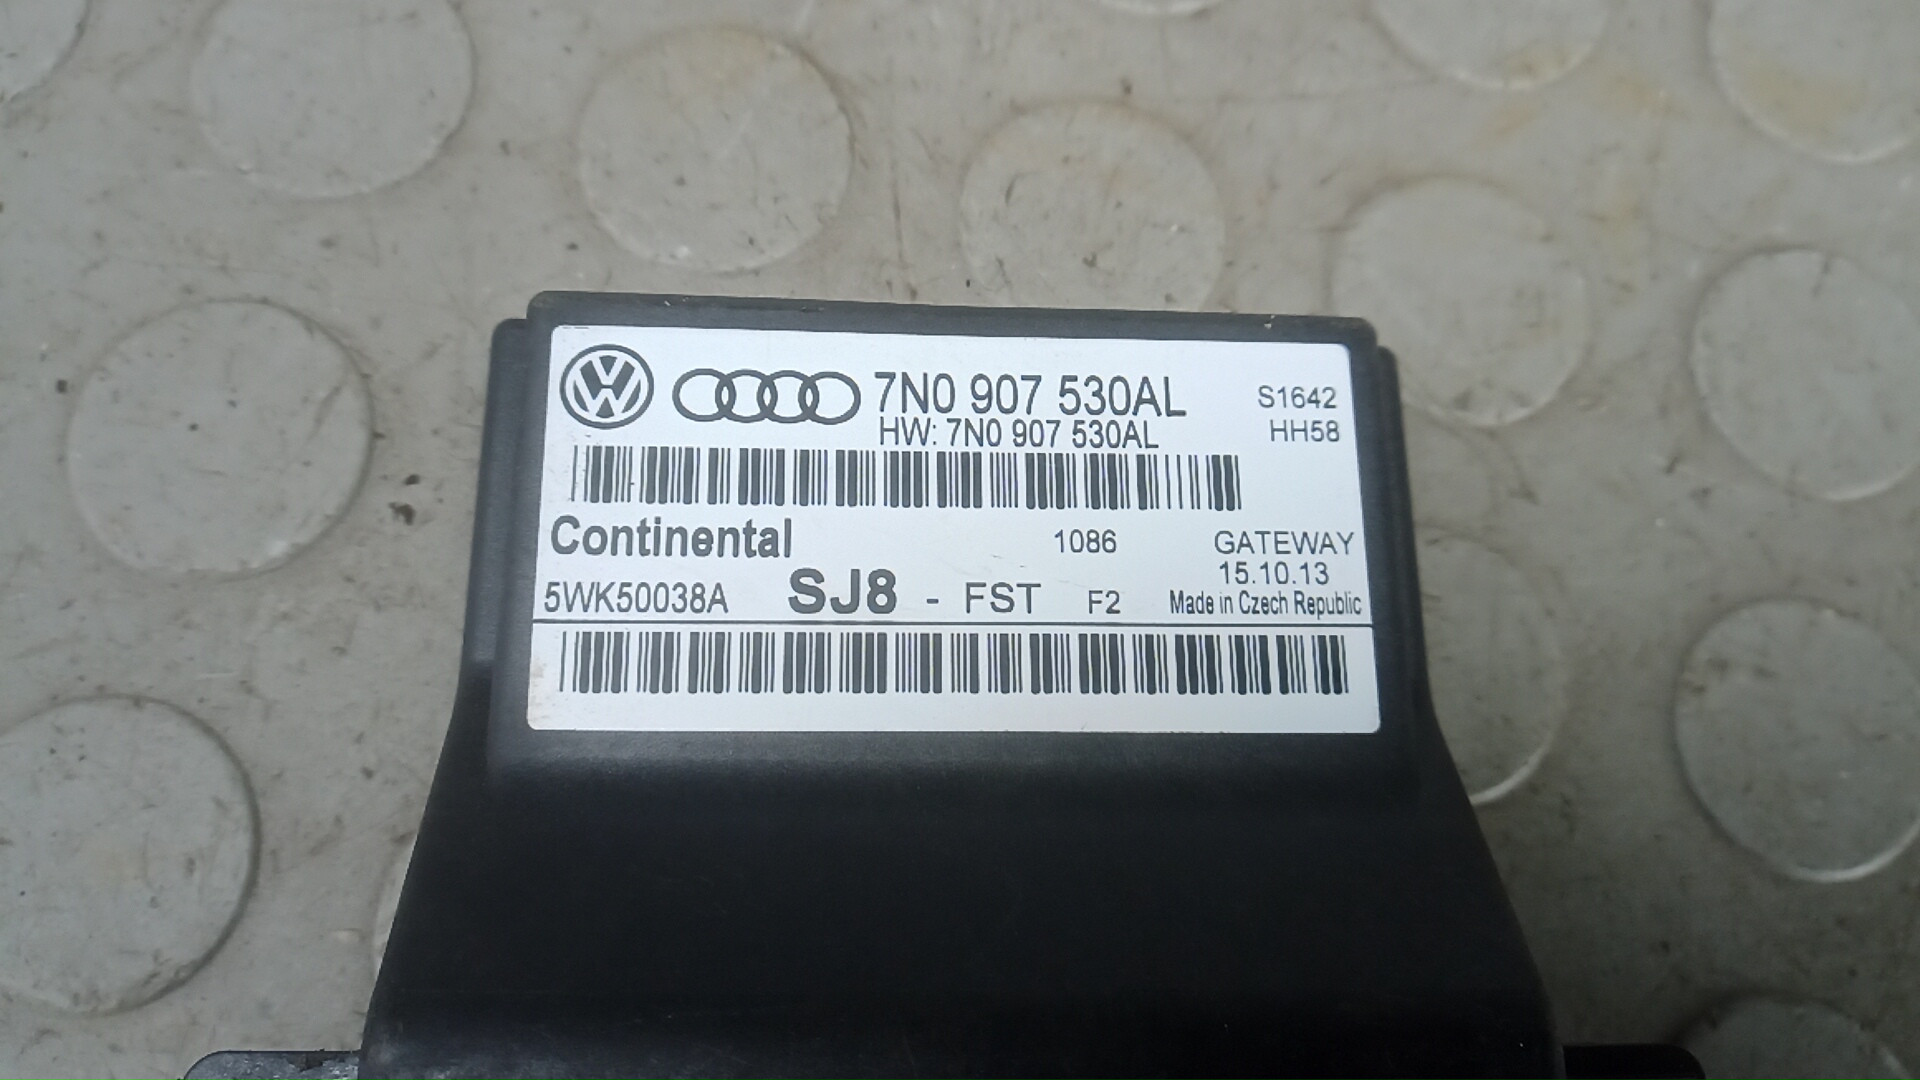 7N0 907 530AL S1642
HW: 7N0 907 530AL HH58
Continental 1086 GATEWAY
15.10.13
5WK50038A SJ8 - FST F2 Made in Czech Republic